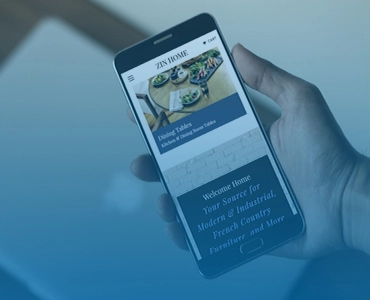 CART
ZIN HOME
Dining Tables
Kitchen & Dining Room Tables
Welcome Home
Your Source for
Modern & Industrial,
French Country
Furniture, and More